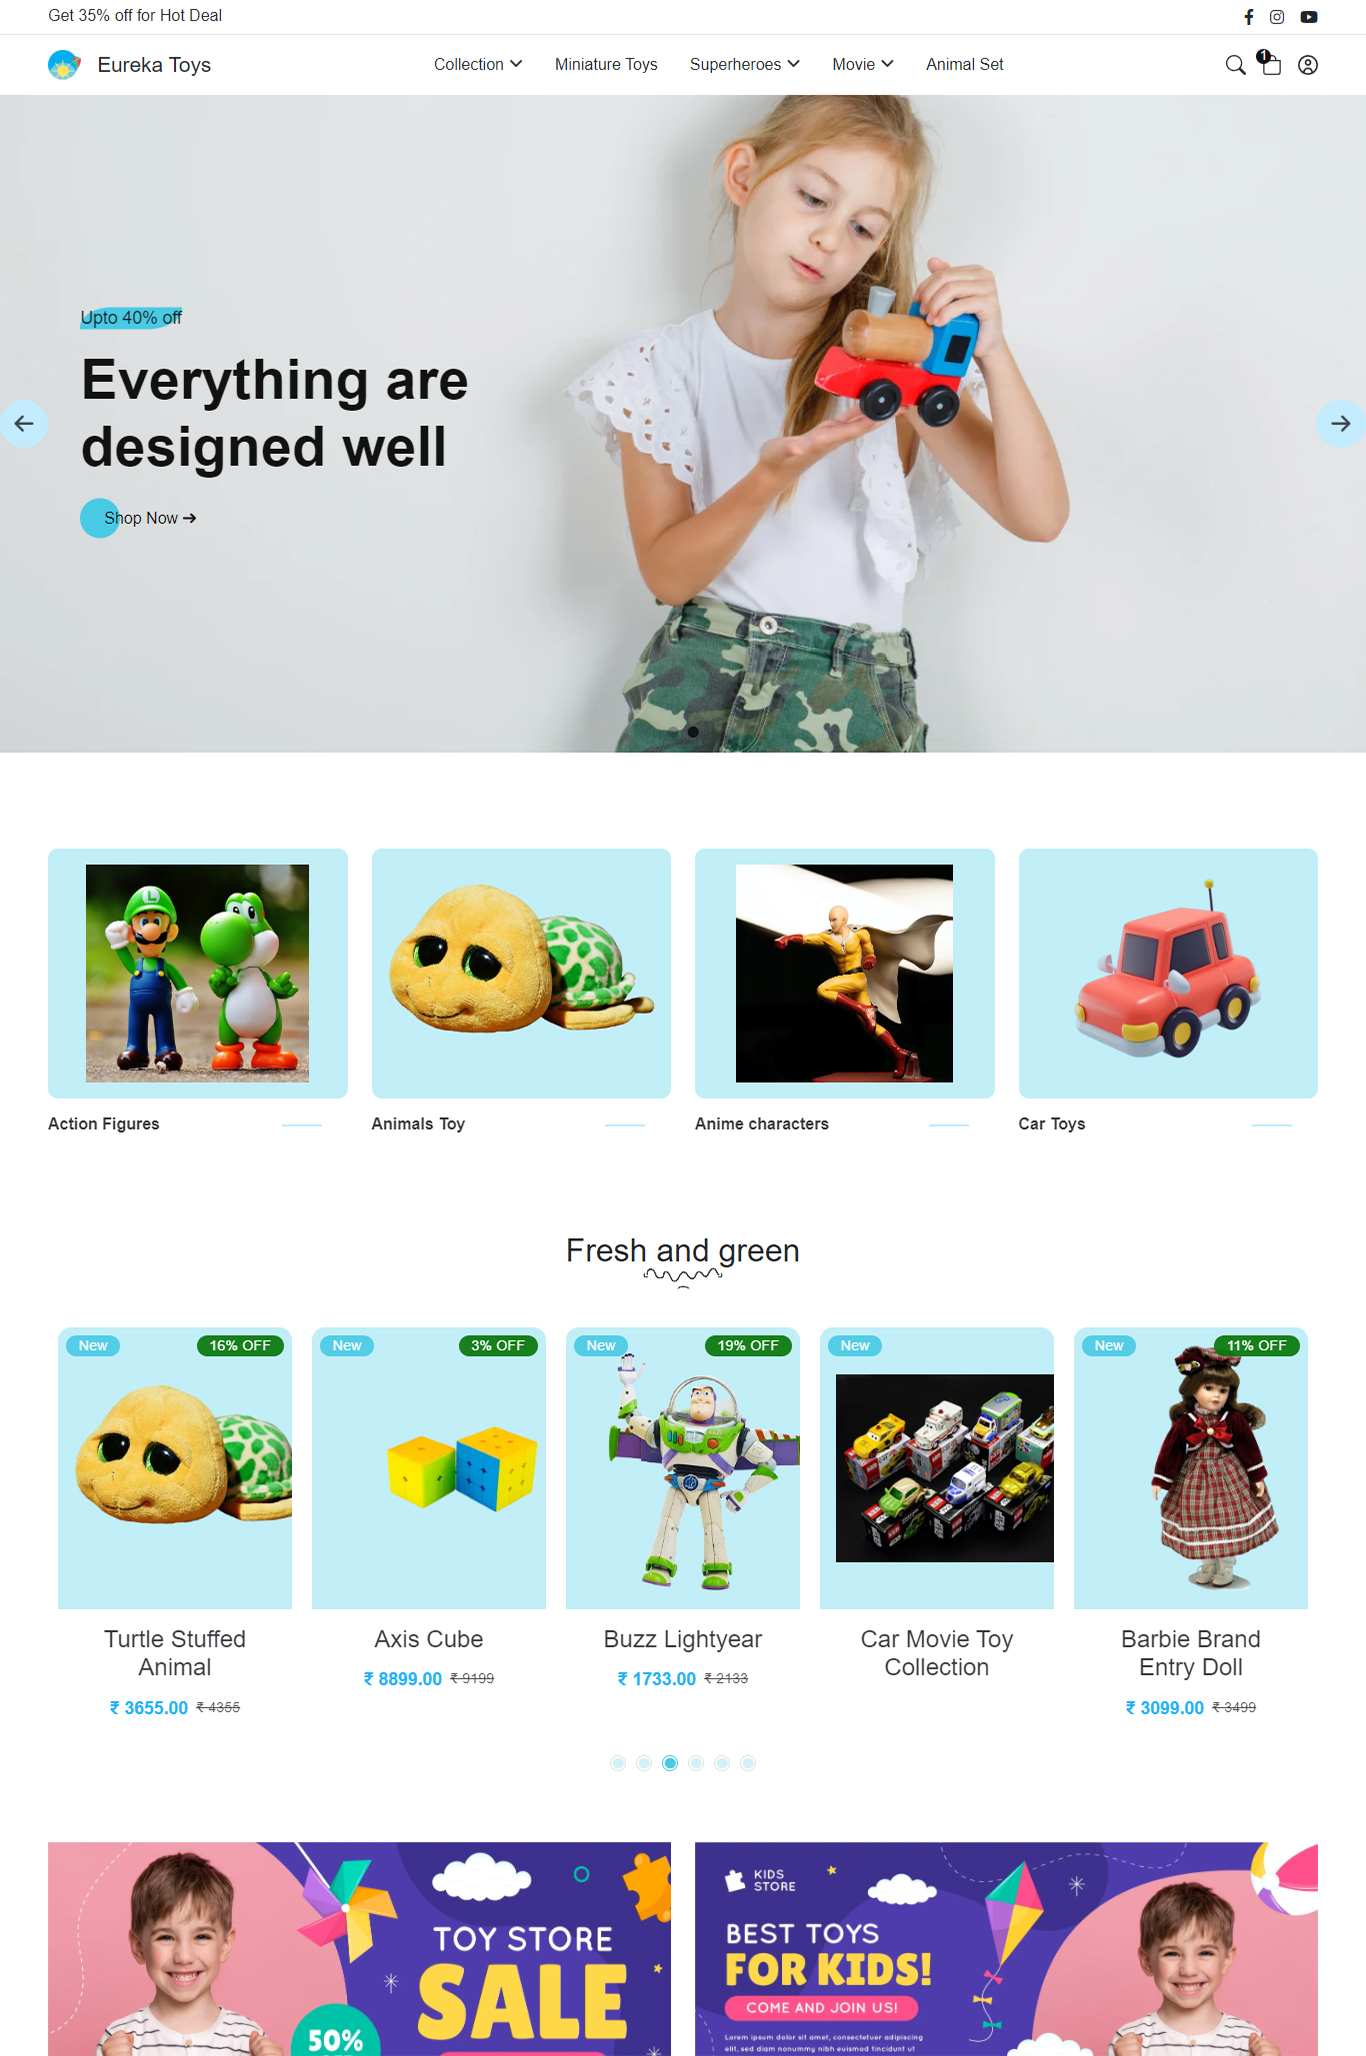 Get 35% off for Hot Deal
Eureka Toys
Collection
Miniature Toys
Superheroes
Movie
Animal Set
1
Upto 40% off
Everything are
designed well
Shop Now
L
Action Figures
Animals Toy
Anime characters
Car Toys
Fresh and green
New
16% OFF
New
3% OFF
New
19% OFF
New
New
11% OFF
Turtle Stuffed
Animal
₹ 3655.00 ₹ 4355
Axis Cube
₹ 8899.00 ₹ 9199
Buzz Lightyear
₹ 1733.00 ₹ 2133
Car Movie Toy
Collection
Barbie Brand
Entry Doll
₹ 3099.00 ₹ 3499
TOY STORE
SALE
50%
KIDS
STORE
BEST TOYS
FOR KIDS!
COME AND JOIN US!
Lorem ipsum dolor sit amet, consectetuer adipiscing
elit, sed diam nonummy nibh euismod tincidunt ut